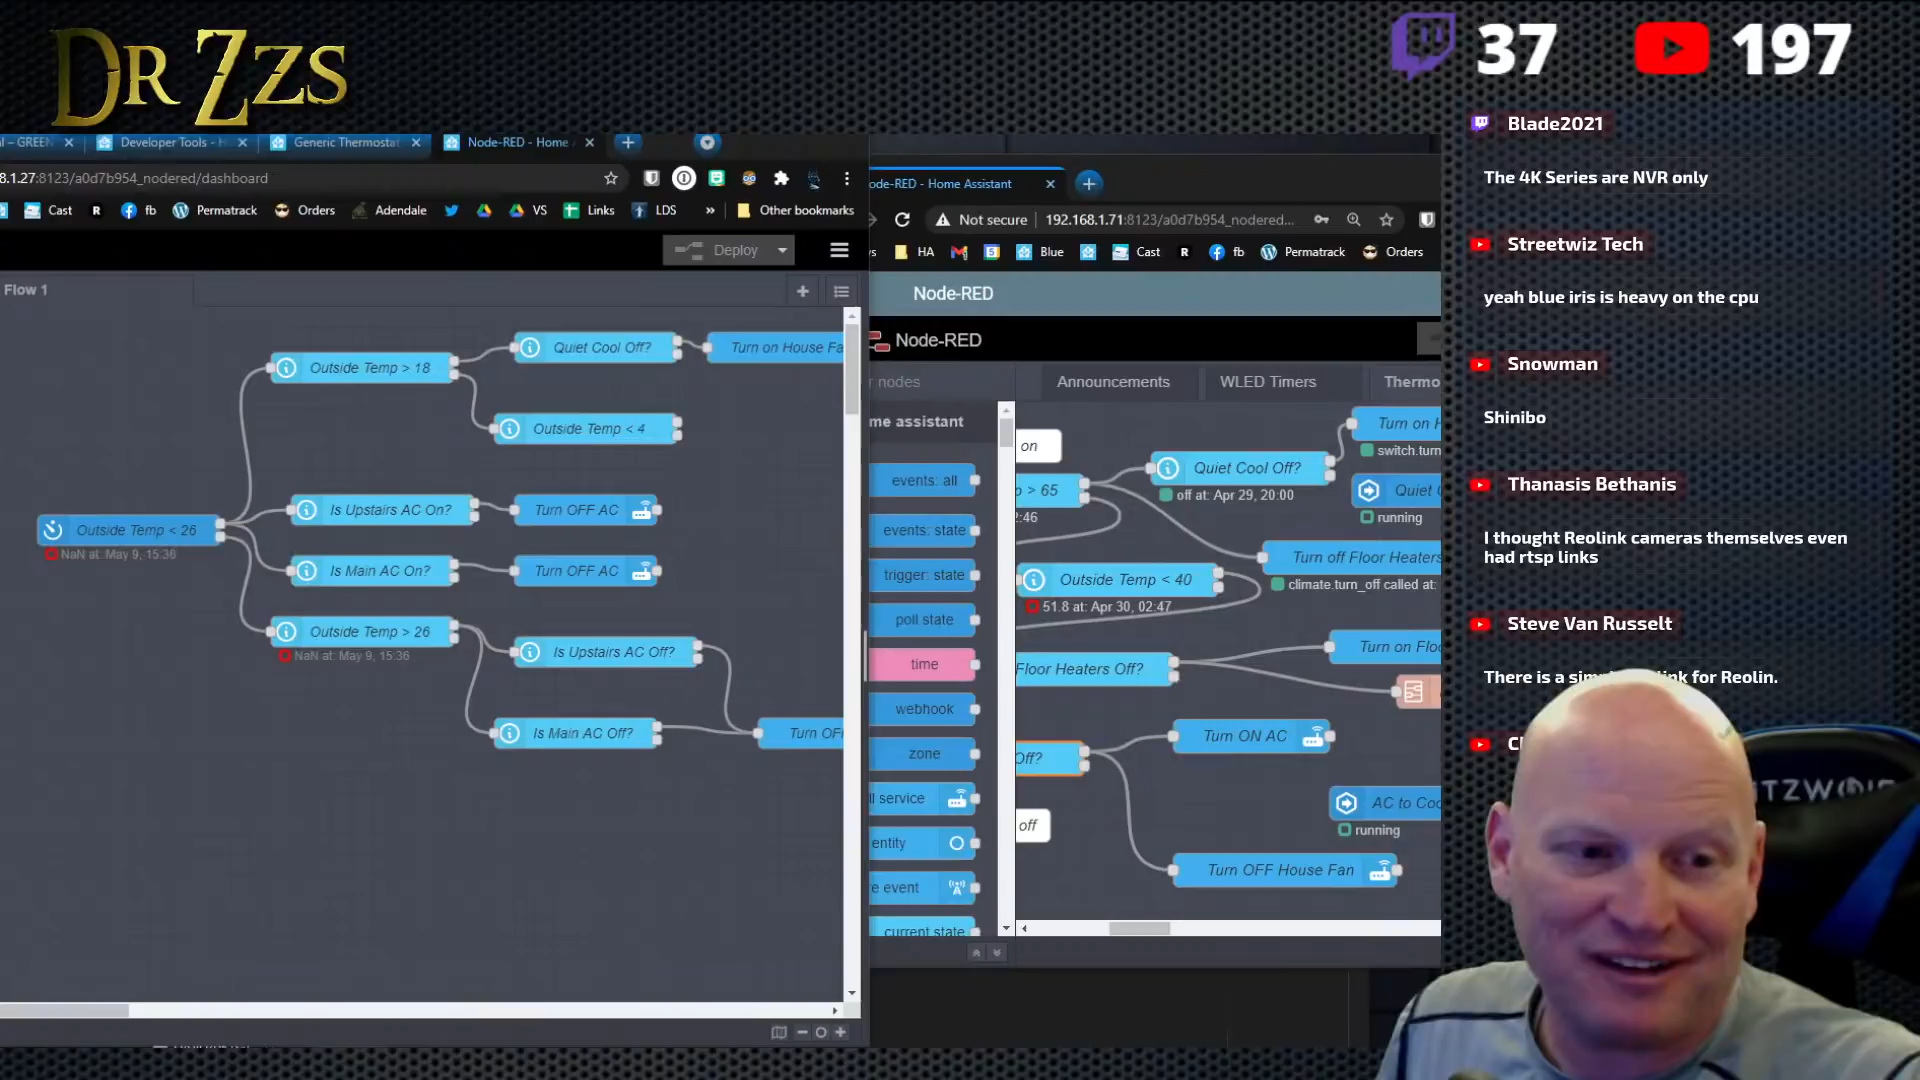 DR ZZS
37
197
al – GREEN
Developer Tools - H
Generic Thermostat
Node-RED - Home A
8.1.27:8123/a0d7b954_nodered/dashboard
Cast
R
fb
Permatrack
Orders
Adendale
VS
Links
LDS
»
Other bookmarks
Deploy
Flow 1
Outside Temp > 18
Quiet Cool Off?
Turn on House Fa
Outside Temp < 4
Is Upstairs AC On?
Turn OFF AC
Outside Temp < 26
NaN at: May 9, 15:36
Is Main AC On?
Turn OFF AC
Outside Temp > 26
NaN at: May 9, 15:36
Is Upstairs AC Off?
Is Main AC Off?
Turn OF
ode-RED - Home Assistant
Not secure
192.168.1.71:8123/a0d7b954_nodered...
HA
Blue
Cast
R
fb
Permatrack
Orders
Node-RED
Node-RED
r nodes
Announcements
WLED Timers
Thermo
me assistant
events: all
events: state
trigger: state
poll state
time
webhook
zone
ll service
entity
re event
current state
on
p > 65
2:46
Quiet Cool Off?
off at: Apr 29, 20:00
Turn on H
switch.turn
Quiet C
running
Turn off Floor Heaters
climate.turn_off called at:
Outside Temp < 40
51.8 at: Apr 30, 02:47
Floor Heaters Off?
Turn on Floo
Off?
Turn ON AC
AC to Coo
running
off
Turn OFF House Fan
Blade2021
The 4K Series are NVR only
Streetwiz Tech
yeah blue iris is heavy on the cpu
Snowman
Shinibo
Thanasis Bethanis
I thought Reolink cameras themselves even
had rtsp links
Steve Van Russelt
There is a link for Reolin.